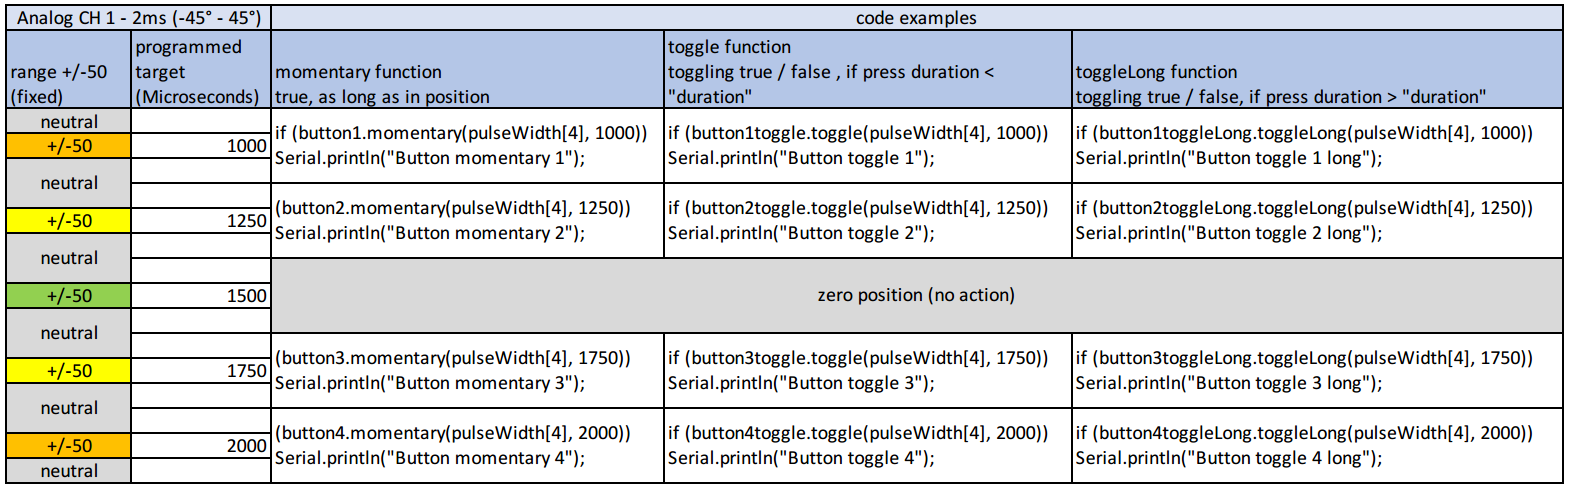 Analog CH 1 - 2ms (-45° - 45°)
code examples
range +/-50
(fixed)
programmed
target
(Microseconds)
momentary function
true, as long as in position
toggle function
toggling true / false , if press duration <
"duration"
toggleLong function
toggling true / false, if press duration > "duration"
neutral
+/-50
1000
if (button1.momentary(pulseWidth[4], 1000))
Serial.println("Button momentary 1");
if (button1toggle.toggle(pulseWidth[4], 1000))
Serial.println("Button toggle 1");
if (button1toggleLong.toggleLong(pulseWidth[4], 1000))
Serial.println("Button toggle 1 long");
neutral
+/-50
1250
(button2.momentary(pulseWidth[4], 1250))
Serial.println("Button momentary 2");
if (button2toggle.toggle(pulseWidth[4], 1250))
Serial.println("Button toggle 2");
if (button2toggleLong.toggleLong(pulseWidth[4], 1250))
Serial.println("Button toggle 2 long");
neutral
+/-50
1500
zero position (no action)
neutral
+/-50
1750
(button3.momentary(pulseWidth[4], 1750))
Serial.println("Button momentary 3");
if (button3toggle.toggle(pulseWidth[4], 1750))
Serial.println("Button toggle 3");
if (button3toggleLong.toggleLong(pulseWidth[4], 1750))
Serial.println("Button toggle 3 long");
neutral
+/-50
2000
(button4.momentary(pulseWidth[4], 2000))
Serial.println("Button momentary 4");
if (button4toggle.toggle(pulseWidth[4], 2000))
Serial.println("Button toggle 4");
if (button4toggleLong.toggleLong(pulseWidth[4], 2000))
Serial.println("Button toggle 4 long");
neutral